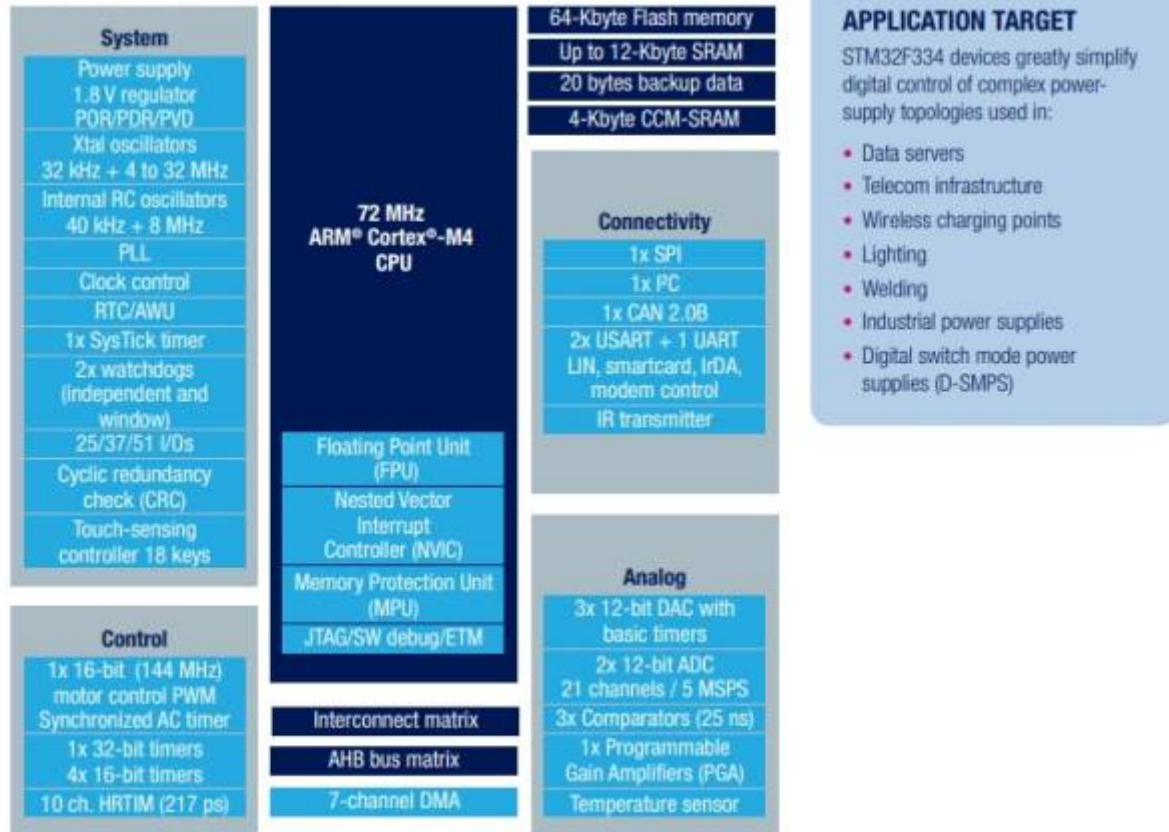 System
Power supply
1.8 V regulator
POR/PDR/PVD
Xtal oscillators
32 kHz + 4 to 32 MHz
Internal RC oscillators
40 kHz + 8 MHz
PLL
Clock control
RTC/AWU
1x SysTick timer
2x watchdogs
(independent and
window)
25/37/51 I/Os
Cyclic redundancy
check (CRC)
Touch-sensing
controller 18 keys
Control
1x 16-bit (144 MHz)
motor control PWM
Synchronized AC timer
1x 32-bit timers
4x 16-bit timers
10 ch. HRTIM (217 ps)
72 MHz
ARM® Cortex®-M4
CPU
Floating Point Unit
(FPU)
Nested Vector
Interrupt
Controller (NVIC)
Memory Protection Unit
(MPU)
JTAG/SW debug/ETM
Interconnect matrix
AHB bus matrix
7-channel DMA
64-Kbyte Flash memory
Up to 12-Kbyte SRAM
20 bytes backup data
4-Kbyte CCM-SRAM
Connectivity
1x SPI
1x I²C
1x CAN 2.0B
2x USART + 1 UART
LIN, smartcard, IrDA,
modem control
IR transmitter
Analog
3x 12-bit DAC with
basic timers
2x 12-bit ADC
21 channels / 5 MSPS
3x Comparators (25 ns)
1x Programmable
Gain Amplifiers (PGA)
Temperature sensor
APPLICATION TARGET
STM32F334 devices greatly simplify
digital control of complex power-
supply topologies used in:
• Data servers
• Telecom infrastructure
• Wireless charging points
• Lighting
• Welding
• Industrial power supplies
• Digital switch mode power
supplies (D-SMPS)